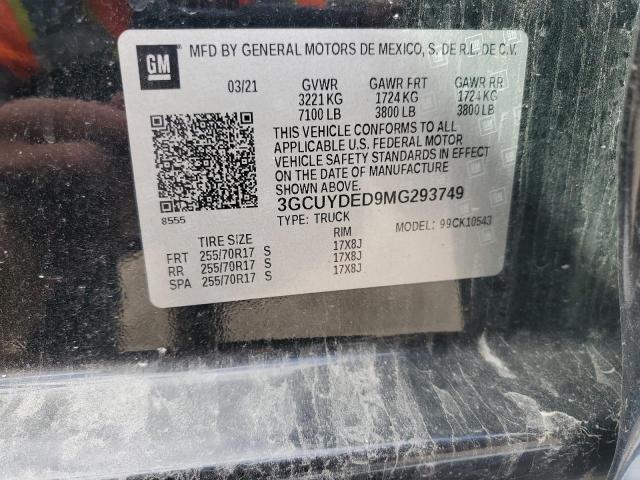 GM MFD BY GENERAL MOTORS DE MEXICO, S. DE R.L. DE C.V.
03/21 GVWR GAWR FRT GAWR RR
3221 KG 1724 KG 1724 KG
7100 LB 3800 LB 3800 LB
THIS VEHICLE CONFORMS TO ALL
APPLICABLE U.S. FEDERAL MOTOR
VEHICLE SAFETY STANDARDS IN EFFECT
ON THE DATE OF MANUFACTURE
SHOWN ABOVE.
8555 3GCUYDED9MG293749
TYPE: TRUCK MODEL: 99CK10543
TIRE SIZE RIM
FRT 255/70R17 S 17X8J
RR 255/70R17 S 17X8J
SPA 255/70R17 S 17X8J